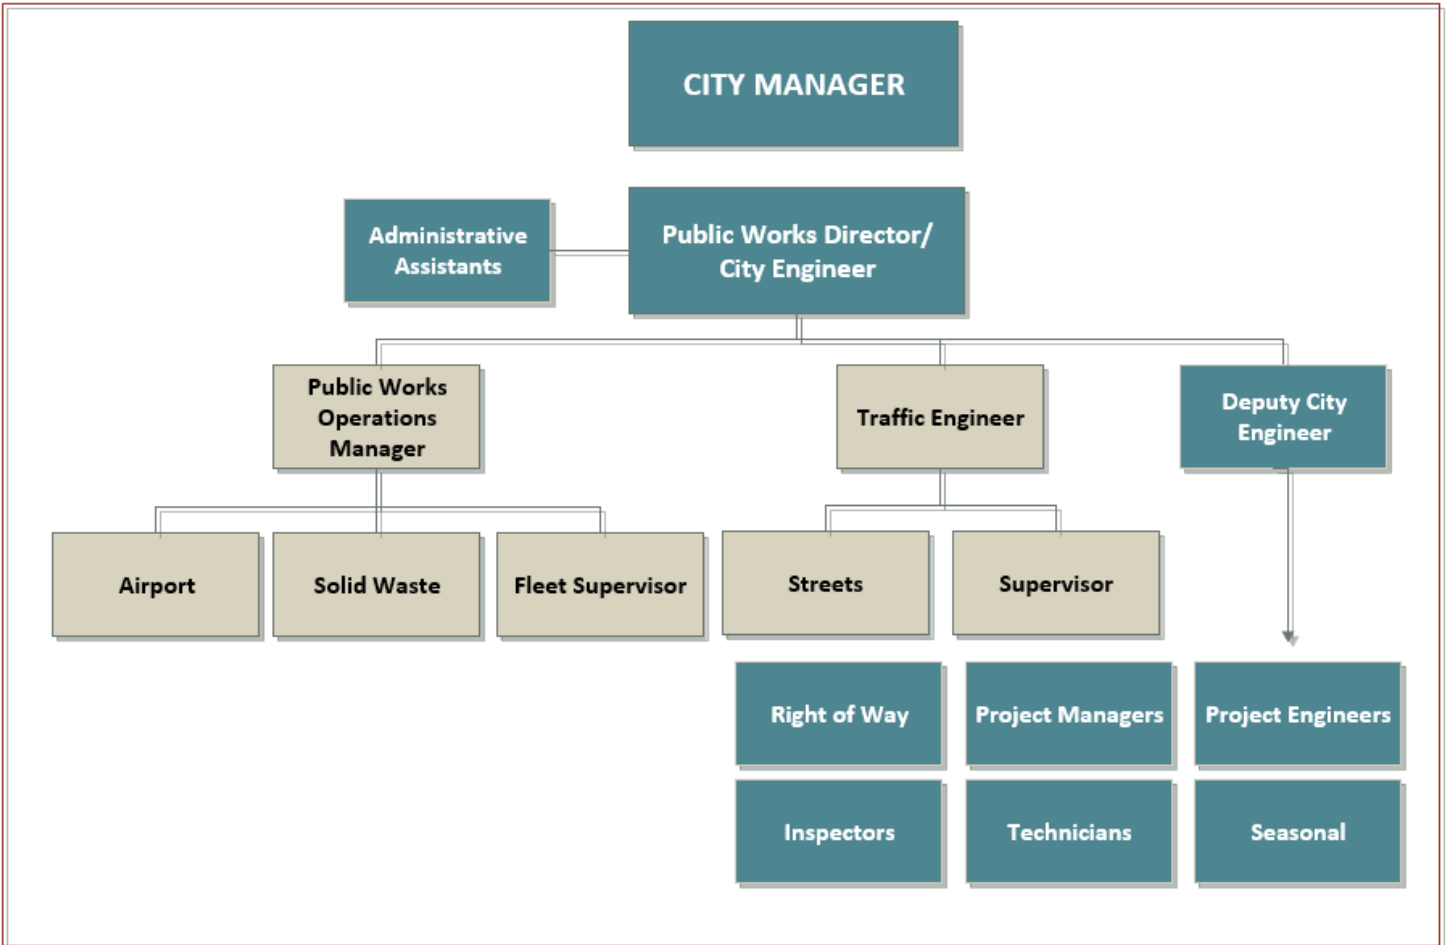 CITY MANAGER
Administrative
Assistants
Public Works Director/
City Engineer
Public Works
Operations
Manager
Traffic Engineer
Deputy City
Engineer
Airport
Solid Waste
Fleet Supervisor
Streets
Supervisor
Right of Way
Project Managers
Project Engineers
Inspectors
Technicians
Seasonal